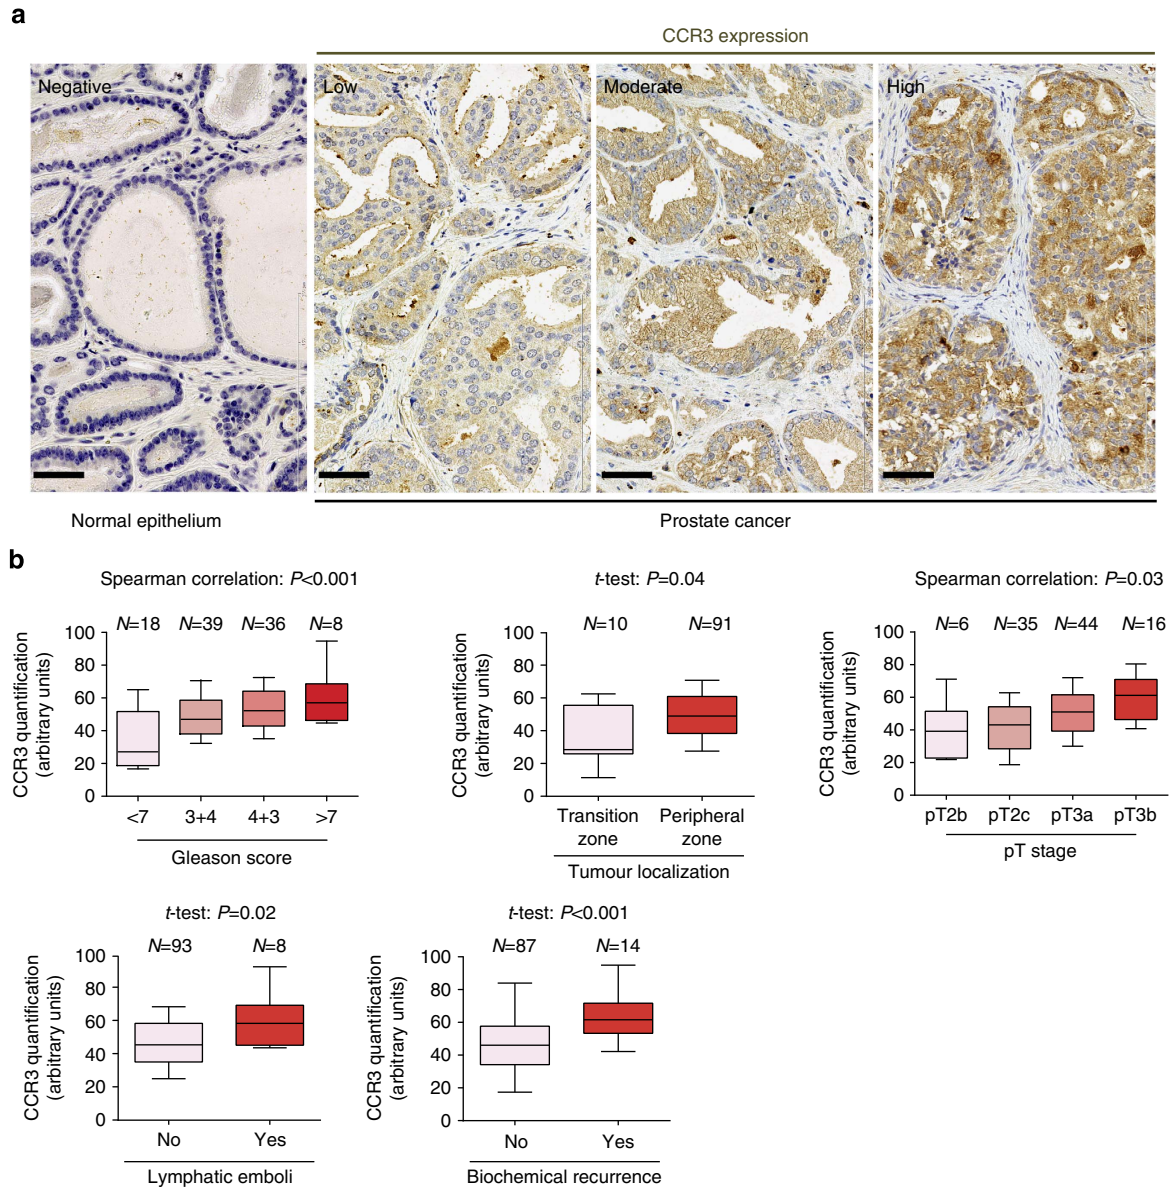 a
CCR3 expression
Negative
Low
Moderate
High
Normal epithelium
Prostate cancer
b
Spearman correlation: P<0.001
N=18 N=39 N=36 N=8
CCR3 quantification
(arbitrary units)
100
80
60
40
20
0
<7 3+4 4+3 >7
Gleason score
t-test: P=0.04
N=10 N=91
CCR3 quantification
(arbitrary units)
100
80
60
40
20
0
Transition
zone
Peripheral
zone
Tumour localization
Spearman correlation: P=0.03
N=6 N=35 N=44 N=16
CCR3 quantification
(arbitrary units)
100
80
60
40
20
0
pT2b pT2c pT3a pT3b
pT stage
t-test: P=0.02
N=93 N=8
CCR3 quantification
(arbitrary units)
100
80
60
40
20
0
No Yes
Lymphatic emboli
t-test: P<0.001
N=87 N=14
CCR3 quantification
(arbitrary units)
100
80
60
40
20
0
No Yes
Biochemical recurrence